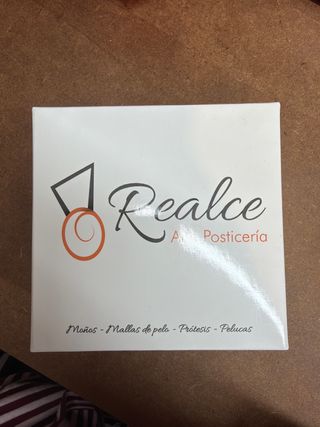 Realce
Posticería
Moños - Mallas de pelo - Prótesis - Pelucas